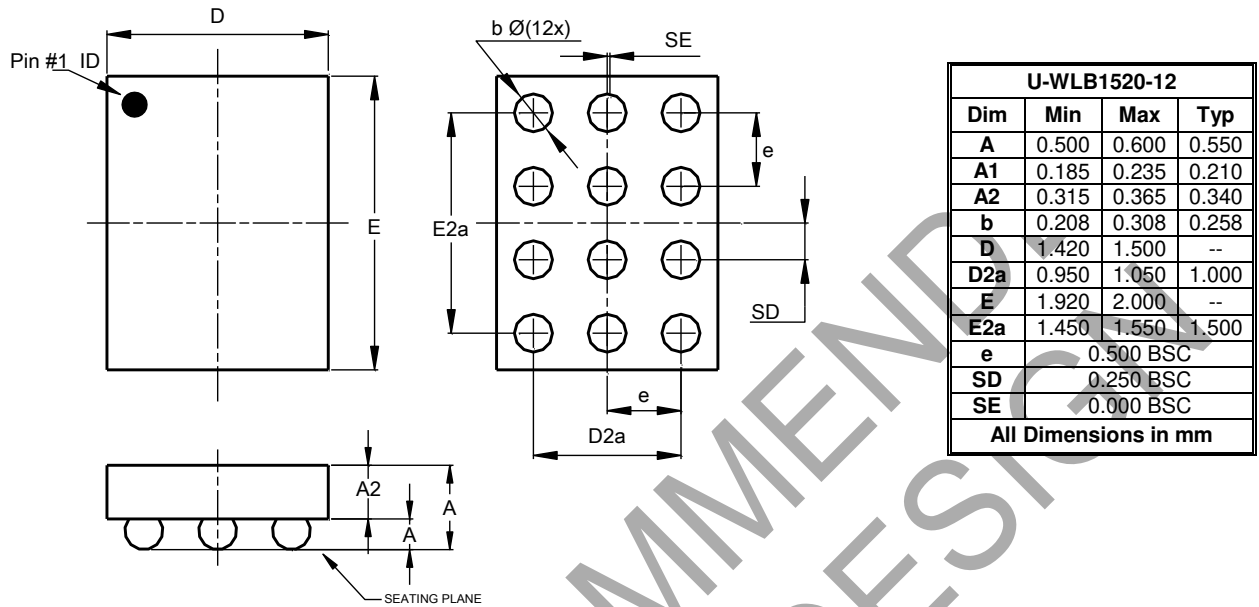 D
Pin #1 ID
E
A2
A
A
SEATING PLANE
b Ø(12x)
SE
e
E2a
SD
e
D2a
U-WLB1520-12
Dim Min Max Typ
A 0.500 0.600 0.550
A1 0.185 0.235 0.210
A2 0.315 0.365 0.340
b 0.208 0.308 0.258
D 1.420 1.500 --
D2a 0.950 1.050 1.000
E 1.920 2.000 --
E2a 1.450 1.550 1.500
e 0.500 BSC
SD 0.250 BSC
SE 0.000 BSC
All Dimensions in mm